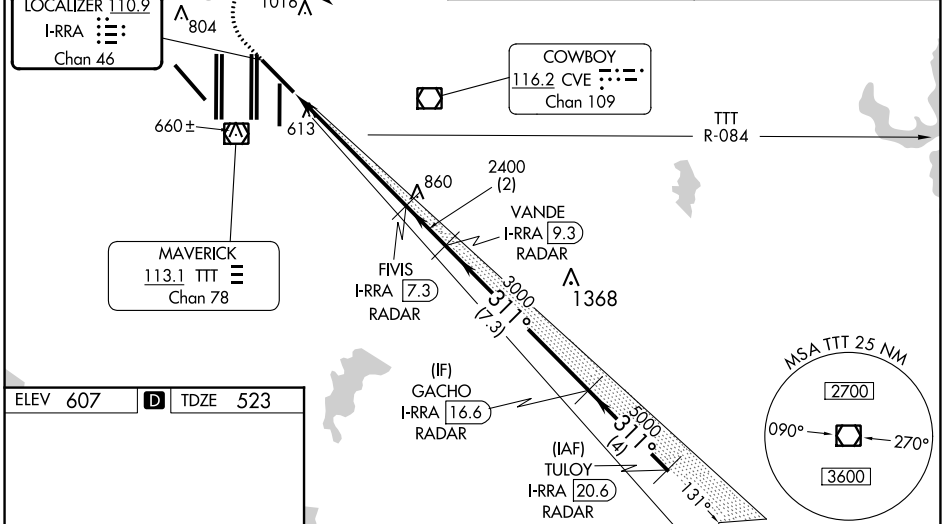 LOCALIZER 110.9
I-RRA
Chan 46
804
1018
COWBOY
116.2 CVE
Chan 109
660±
613
TTT
R-084
860
2400
(2)
VANDE
I-RRA 9.3
RADAR
MAVERICK
113.1 TTT
Chan 78
FIVIS
I-RRA 7.3
RADAR
3000
311°
(7.3)
1368
(IF)
GACHO
I-RRA 16.6
RADAR
MSA TTT 25 NM
2700
090°
270°
3600
ELEV 607 D TDZE 523
5000
311°
(4)
(IAF)
TULOY
I-RRA 20.6
RADAR
131°